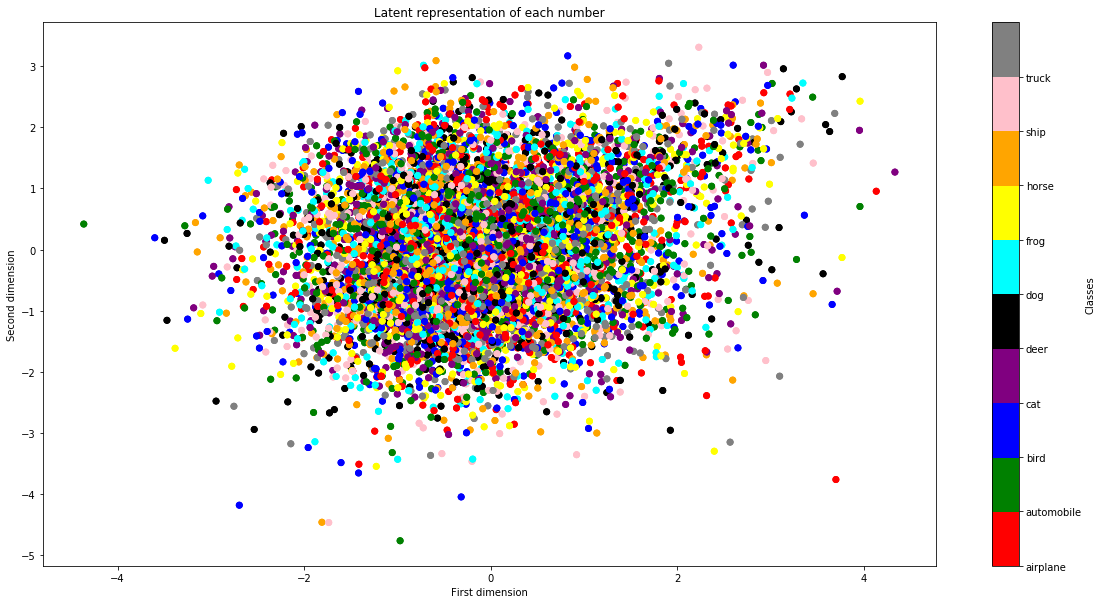 Latent representation of each number
3
2
1
0
−1
−2
−3
−4
−5
Second dimension
−4
−2
0
2
4
First dimension
truck
ship
horse
frog
dog
deer
cat
bird
automobile
airplane
Classes